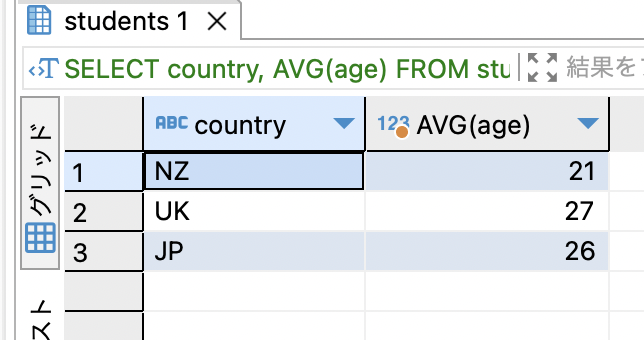 students 1
SELECT country, AVG(age) FROM stu
結果を
グリッド
ABC country
123 AVG(age)
1 NZ 21
2 UK 27
3 JP 26
スト